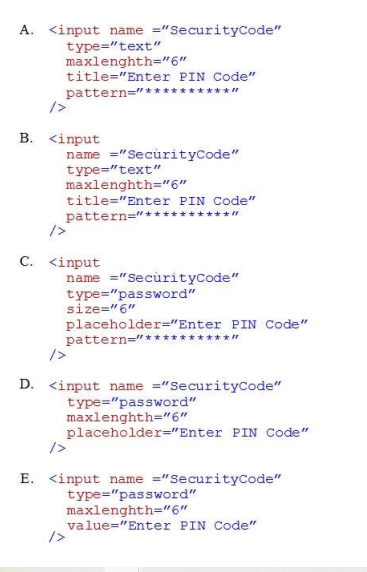 A. <input name ="SecurityCode"
type="text"
maxlenghth="6"
title="Enter PIN Code"
pattern="**********"
/>
B. <input
name ="SecurityCode"
type="text"
maxlenghth="6"
title="Enter PIN Code"
pattern="**********"
/>
C. <input
name ="SecurityCode"
type="password"
size="6"
placeholder="Enter PIN Code"
pattern="**********"
/>
D. <input name ="SecurityCode"
type="password"
maxlenghth="6"
placeholder="Enter PIN Code"
/>
E. <input name ="SecurityCode"
type="password"
maxlenghth="6"
value="Enter PIN Code"
/>